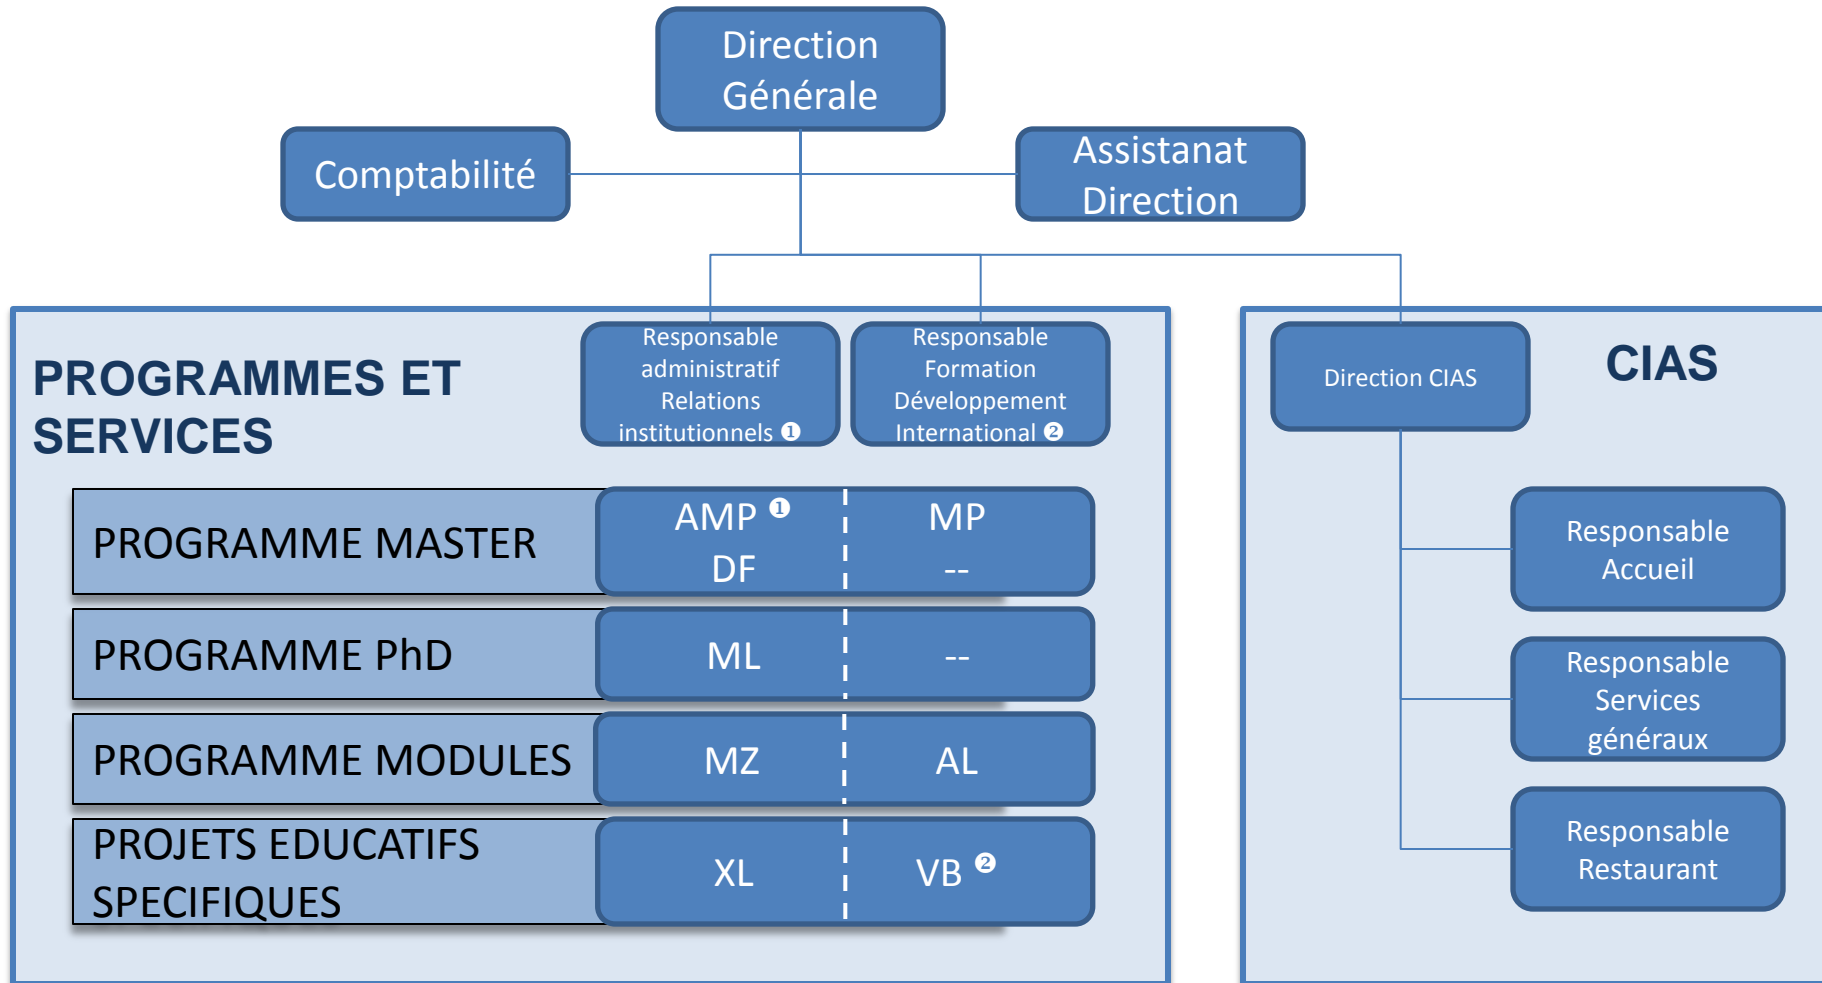 Direction
Générale
Comptabilité
Assistanat
Direction
PROGRAMMES ET
SERVICES
Responsable
administratif
Relations
institutionnels ❶
Responsable
Formation
Développement
International ❷
PROGRAMME MASTER
AMP ❶
MP
DF
--
PROGRAMME PhD
ML
--
PROGRAMME MODULES
MZ
AL
PROJETS EDUCATIFS
SPECIFIQUES
XL
VB ❷
Direction CIAS
CIAS
Responsable
Accueil
Responsable
Services
généraux
Responsable
Restaurant